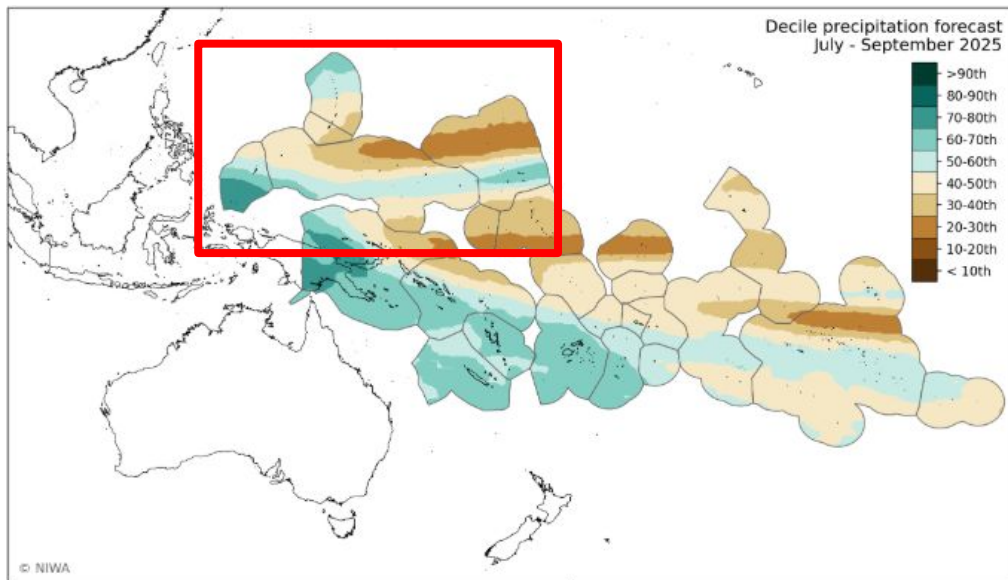 Decile precipitation forecast
July - September 2025
>90th
80-90th
70-80th
60-70th
50-60th
40-50th
30-40th
20-30th
10-20th
< 10th
© NIWA